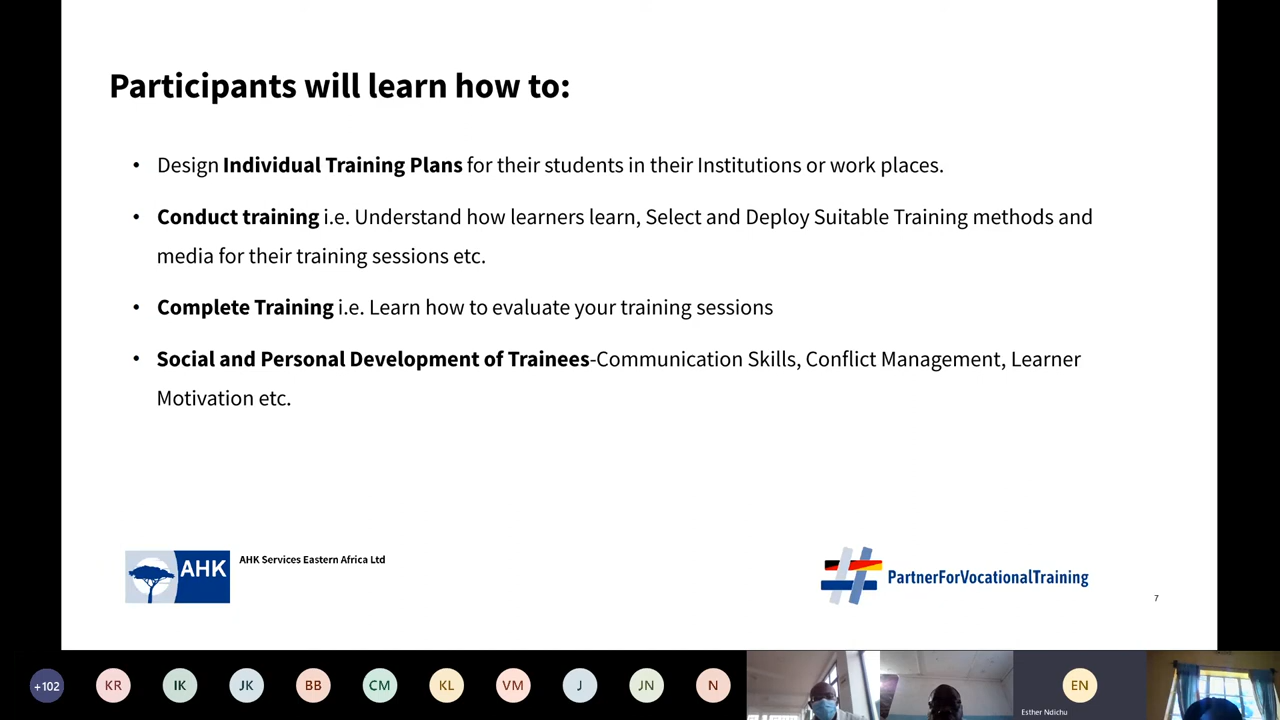 Participants will learn how to:
• Design Individual Training Plans for their students in their Institutions or work places.
• Conduct training i.e. Understand how learners learn, Select and Deploy Suitable Training methods and
media for their training sessions etc.
• Complete Training i.e. Learn how to evaluate your training sessions
• Social and Personal Development of Trainees-Communication Skills, Conflict Management, Learner
Motivation etc.
AHK
AHK Services Eastern Africa Ltd
PartnerForVocationalTraining
7
+102
KR
IK
JK
BB
CM
KL
VM
J
JN
N
EN
Esther Ndichu